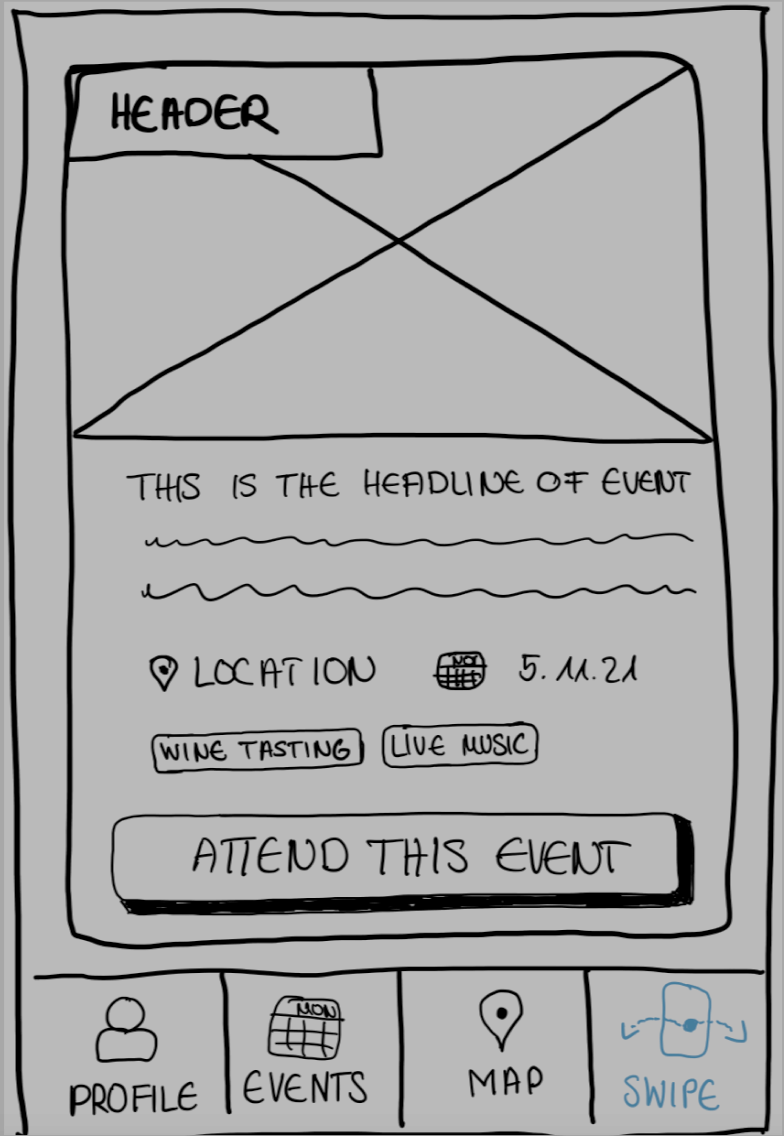 HEADER
THIS IS THE HEADLINE OF EVENT
LOCATION
5.11.21
WINE TASTING
LIVE MUSIC
ATTEND THIS EVENT
MON
PROFILE
EVENTS
MAP
SWIPE